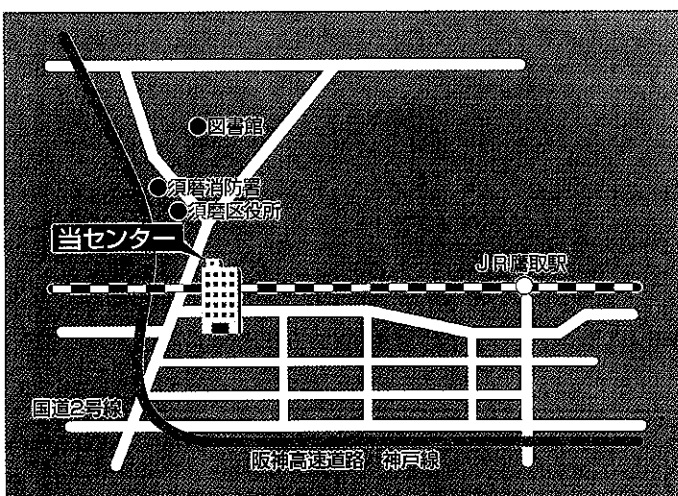 図書館
須磨消防署
須磨区役所
当センター
JR鷹取駅
国道2号線
阪神高速道路 神戸線